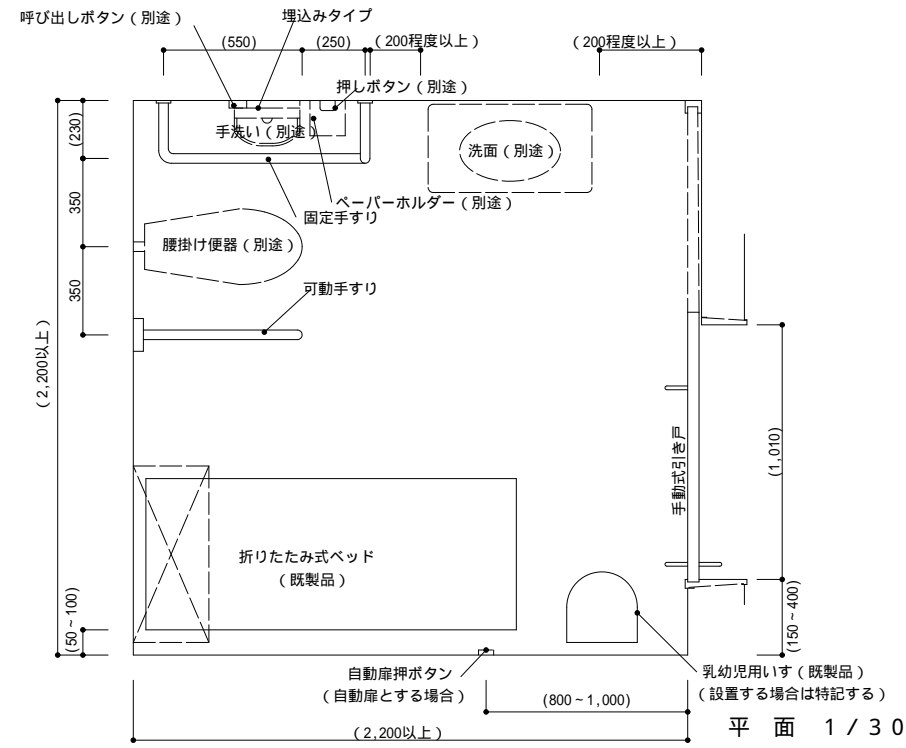 呼び出しボタン（別途）
埋込みタイプ
(550)
(250)
（200程度以上）
（200程度以上）
押しボタン（別途）
手洗い（別途）
洗面（別途）
(230)
ペーパーホルダー（別途）
固定手すり
350
腰掛け便器（別途）
350
可動手すり
（2,200以上）
(1,010)
手動式引き戸
折りたたみ式ベッド
（既製品）
(50～100)
(150～400)
自動扉押ボタン
（自動扉とする場合）
乳幼児用いす（既製品）
（設置する場合は特記する）
(800～1,000)
（2,200以上）
平 面 1/30